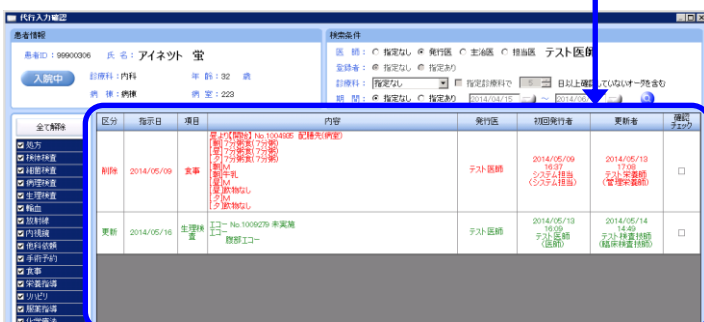 代行入力確認
患者情報
患者ID：99900306 氏 名：アイネット 蛍
入院中 診療科：内科 年 齢：32 歳
病 棟：病棟 病 室：223
検索条件
医 師： 指定なし 発行医 主治医 担当医 テスト医師
登録者： 指定なし 指定あり
診療科： 指定なし 指定診療科で 5 日以上確認していないオーダを含む
期 間： 指定なし 指定あり 2014/04/15 ～ 2014/06
全て解除
処方
検体検査
細菌検査
病理検査
生理検査
輸血
放射線
内視鏡
他科依頼
手術予約
食事
栄養指導
リハビリ
服薬指導
化学療法
区分 指示日 項目 内容 発行医 初回発行者 更新者 確認チェック
削除 2014/05/09 食事
昼より【開始】 No.1004935 配膳先(病室)
[朝]7分粥食(7分粥)
[昼]7分粥食(7分粥)
[夕]7分粥食(7分粥)
[朝]M
[朝]牛乳
[昼]M
[昼]飲物なし
[夕]M
[夕]飲物なし
テスト医師
2014/05/09
16:37
システム担当
(システム担当)
2014/05/13
17:08
テスト栄養師
(管理栄養師)
更新 2014/05/16 生理検査
エコー No.1009279 未実施
エコー
腹部エコー
テスト医師
2014/05/13
16:09
テスト医師
(医師)
2014/05/14
14:49
テスト検査技師
(臨床検査技師)